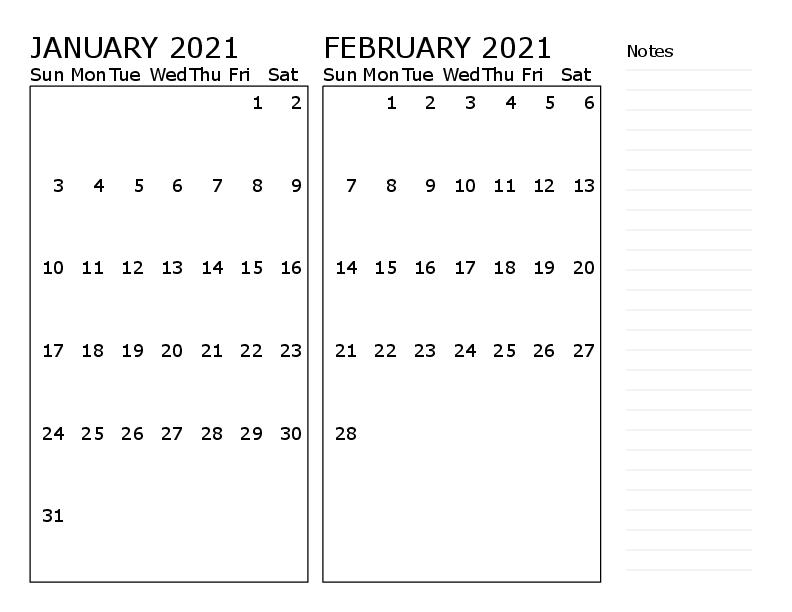 JANUARY 2021
Sun Mon Tue Wed Thu Fri Sat
1 2
3 4 5 6 7 8 9
10 11 12 13 14 15 16
17 18 19 20 21 22 23
24 25 26 27 28 29 30
31
FEBRUARY 2021
Sun Mon Tue Wed Thu Fri Sat
1 2 3 4 5 6
7 8 9 10 11 12 13
14 15 16 17 18 19 20
21 22 23 24 25 26 27
28
Notes